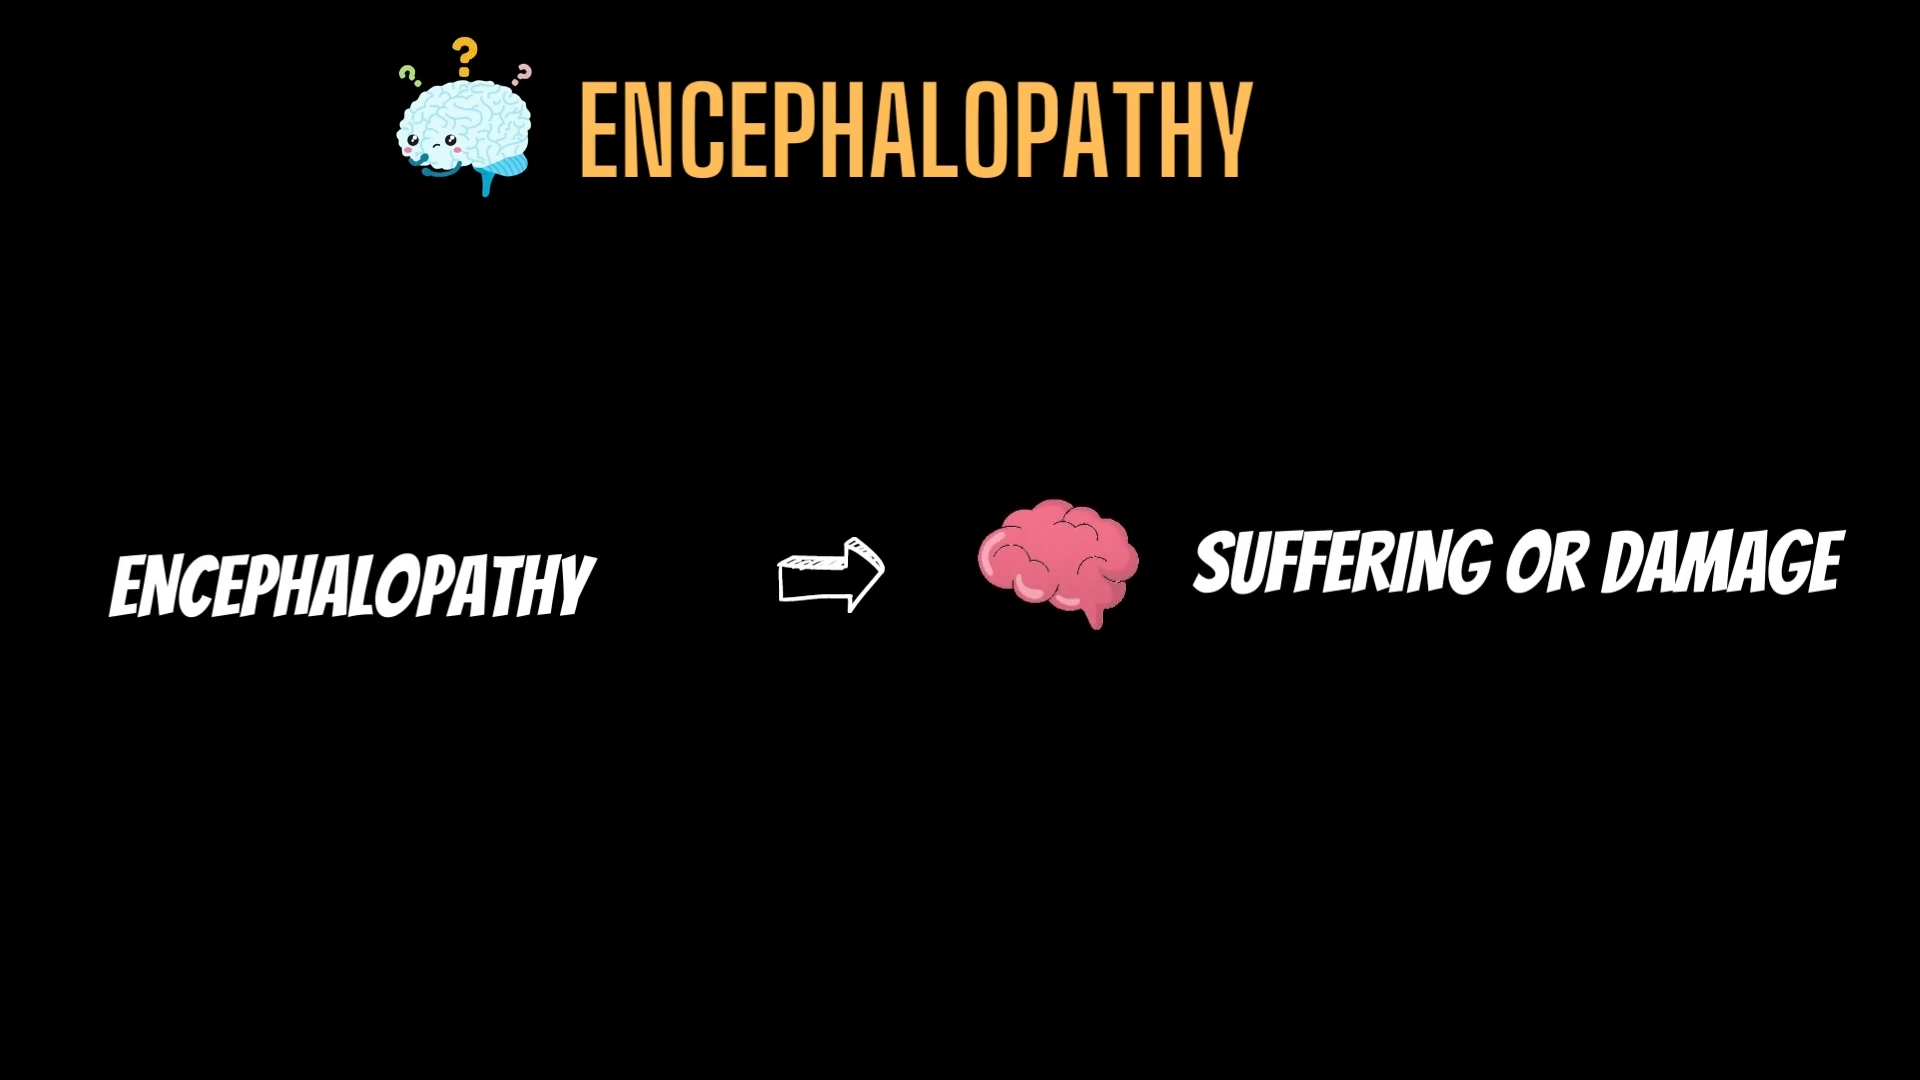 ? ? ?
ENCEPHALOPATHY
ENCEPHALOPATHY
SUFFERING OR DAMAGE